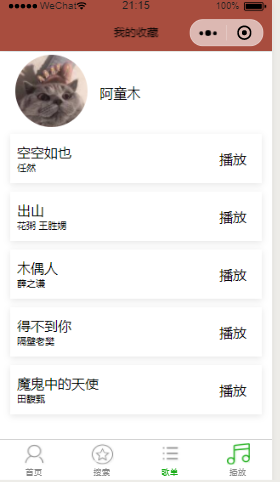 WeChat
21:15
100%
我的收藏
阿童木
空空如也
任然
播放
出山
花粥 王胜娚
播放
木偶人
薛之谦
播放
得不到你
隔壁老樊
播放
魔鬼中的天使
田馥甄
播放
首页
搜索
歌单
播放